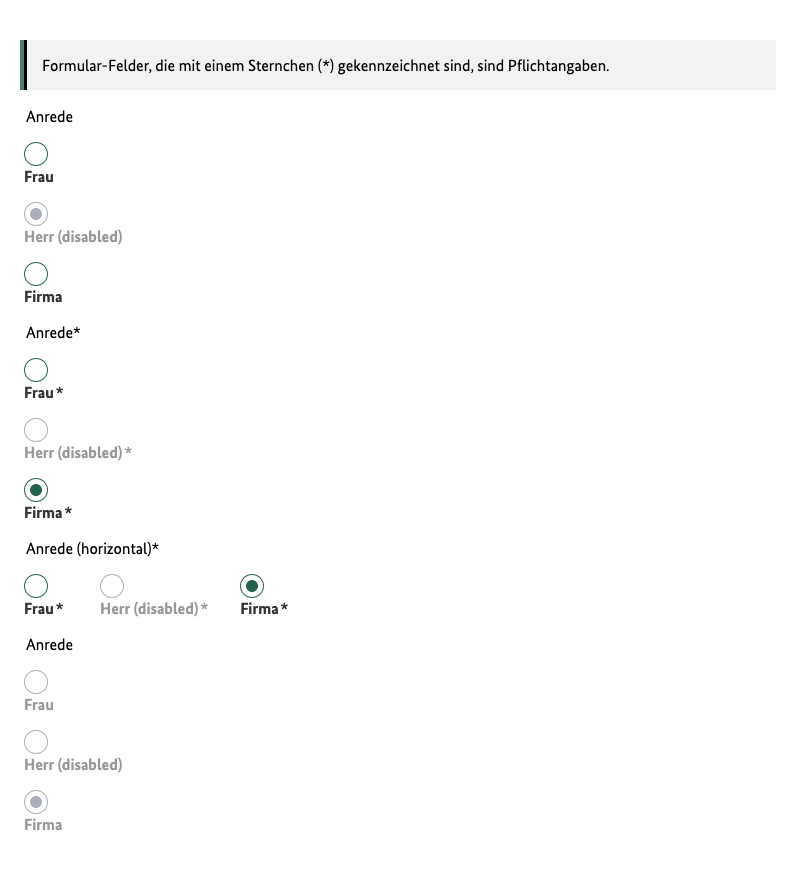 Formular-Felder, die mit einem Sternchen (*) gekennzeichnet sind, sind Pflichtangaben.
Anrede
Frau
Herr (disabled)
Firma
Anrede*
Frau*
Herr (disabled)*
Firma*
Anrede (horizontal)*
Frau* Herr (disabled)* Firma*
Anrede
Frau
Herr (disabled)
Firma